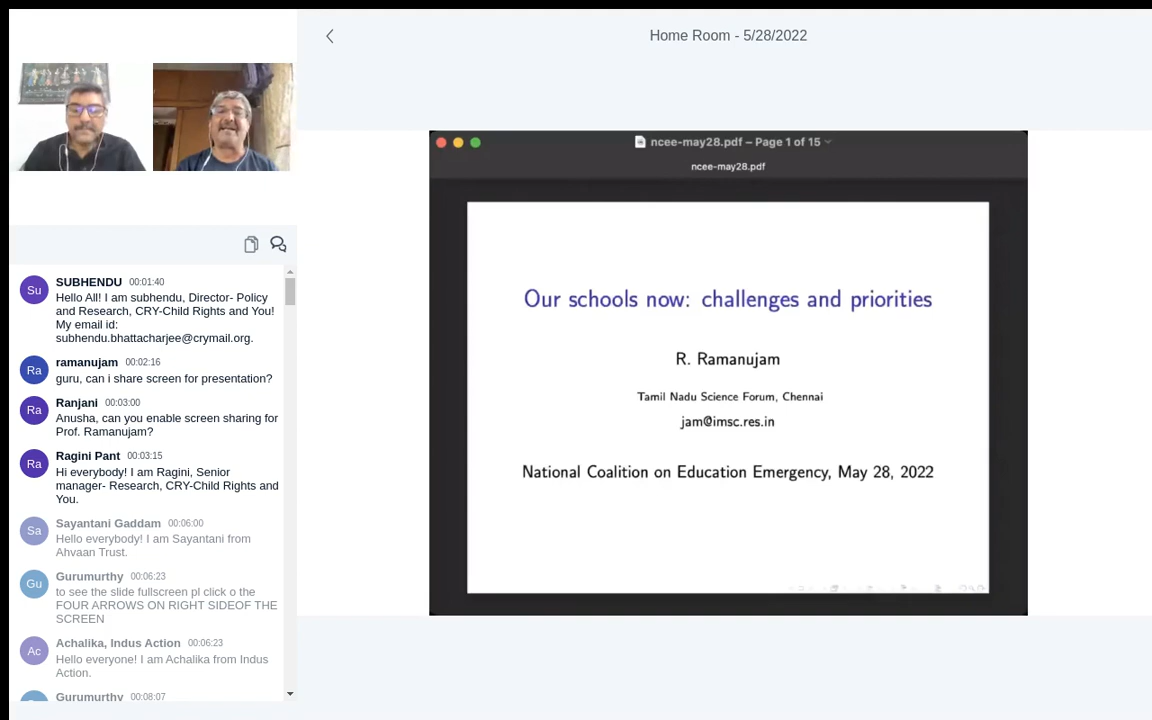 Home Room - 5/28/2022
Su
SUBHENDU 00:01:40
Hello All! I am subhendu, Director- Policy
and Research, CRY-Child Rights and You!
My email id:
subhendu.bhattacharjee@crymail.org.
Ra
ramanujam 00:02:16
guru, can i share screen for presentation?
Ra
Ranjani 00:03:00
Anusha, can you enable screen sharing for
Prof. Ramanujam?
Ra
Ragini Pant 00:03:15
Hi everybody! I am Ragini, Senior
manager- Research, CRY-Child Rights and
You.
Sa
Sayantani Gaddam 00:06:00
Hello everybody! I am Sayantani from
Ahvaan Trust.
Gu
Gurumurthy 00:06:23
to see the slide fullscreen pl click o the
FOUR ARROWS ON RIGHT SIDEOF THE
SCREEN
Ac
Achalika, Indus Action 00:06:23
Hello everyone! I am Achalika from Indus
Action.
Gurumurthy 00:08:07
ncee-may28.pdf – Page 1 of 15
ncee-may28.pdf
Our schools now: challenges and priorities
R. Ramanujam
Tamil Nadu Science Forum, Chennai
jam@imsc.res.in
National Coalition on Education Emergency, May 28, 2022